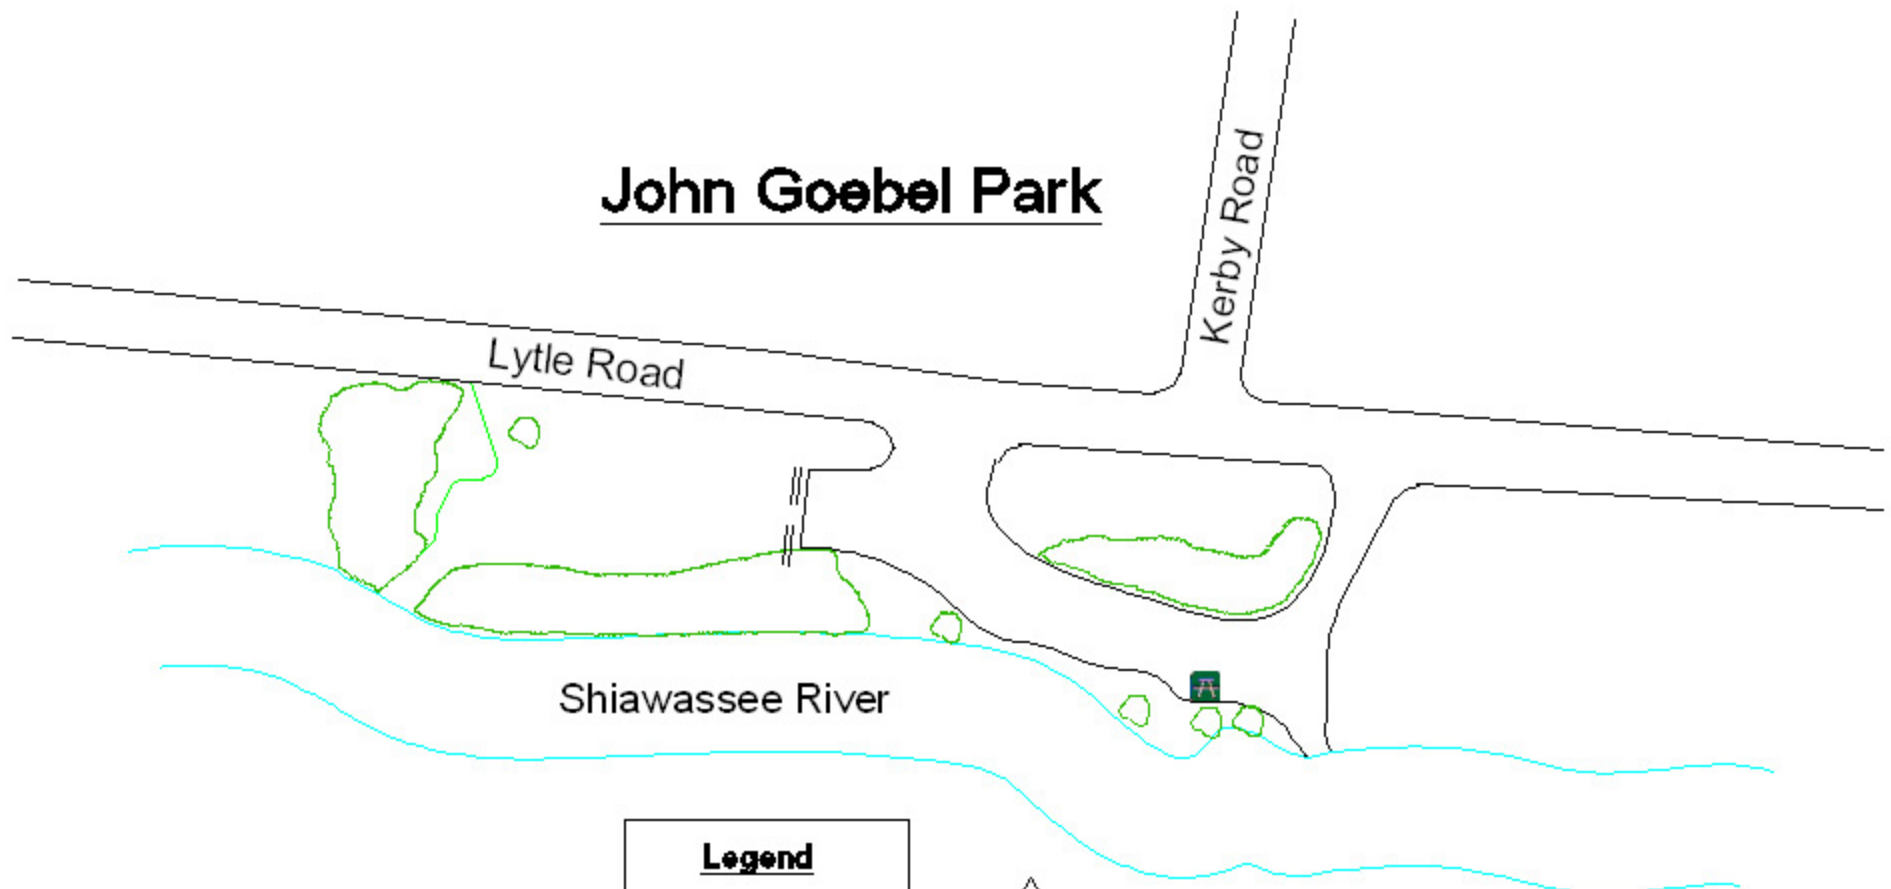 John Goebel Park
Kerby Road
Lytle Road
Shiawassee River
Legend